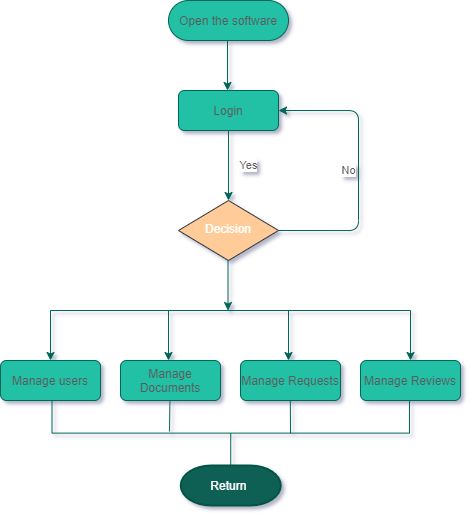 Open the software
Login
Yes
No
Decision
Manage users
Manage
Documents
Manage Requests
Manage Reviews
Return